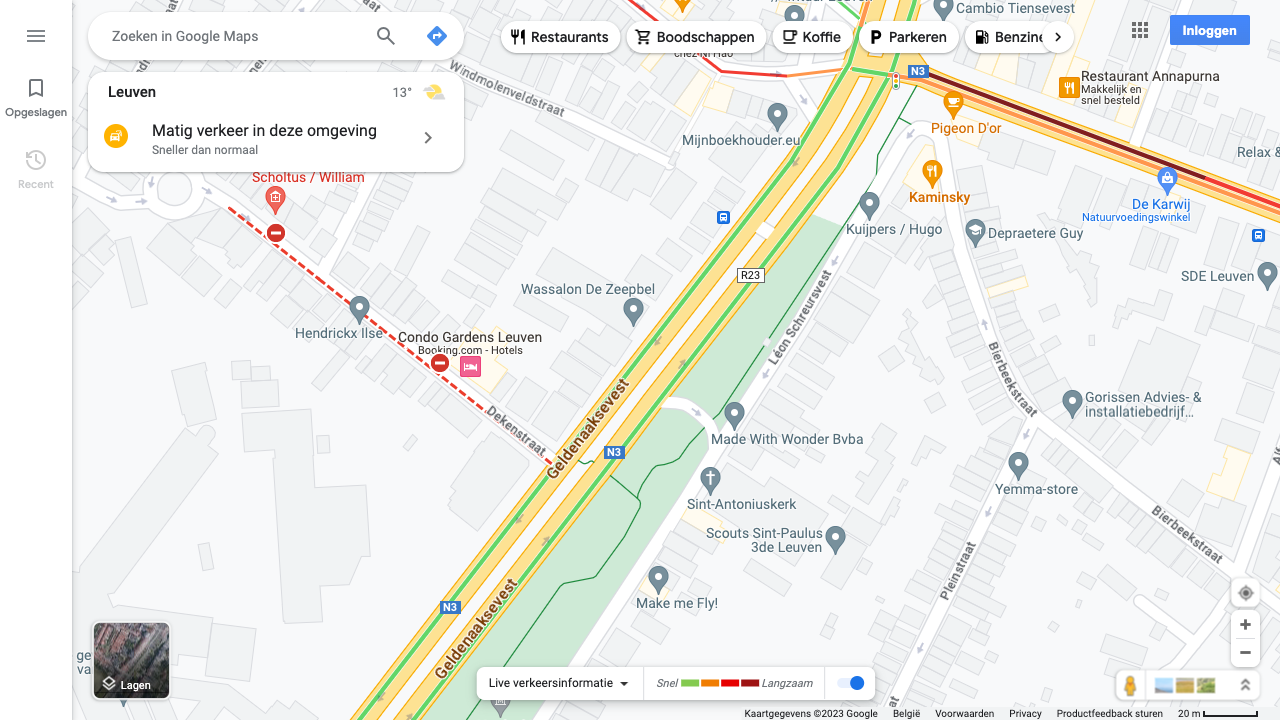 Zoeken in Google Maps
Restaurants
Boodschappen
Koffie
Parkeren
Benzine
Cambio Tiensevest
Inloggen
Opgeslagen
Recent
Leuven
13°
Matig verkeer in deze omgeving
Sneller dan normaal
Windmolenveldstraat
N3
Restaurant Annapurna
Makkelijk en
snel besteld
Mijnboekhouder.eu
Pigeon D'or
Relax &
Scholtus / William
Kaminsky
De Karwij
Natuurvoedingswinkel
Kuijpers / Hugo
Depraetere Guy
R23
SDE Leuven
Wassalon De Zeepbel
Léon Schreursvest
Hendrickx Ilse
Condo Gardens Leuven
Booking.com - Hotels
Bierbeekstraat
Gorissen Advies- &
installatiebedrijf...
Dekenstraat
Geldenaaksevest
N3
Made With Wonder Bvba
Yemma-store
Sint-Antoniuskerk
Scouts Sint-Paulus
3de Leuven
Bierbeekstraat
Pleinstraat
Make me Fly!
N3
Geldenaaksevest
ge
va
Lagen
Live verkeersinformatie
Snel
Langzaam
Kaartgegevens ©2023 Google
België
Voorwaarden
Privacy
Productfeedback sturen
20 m